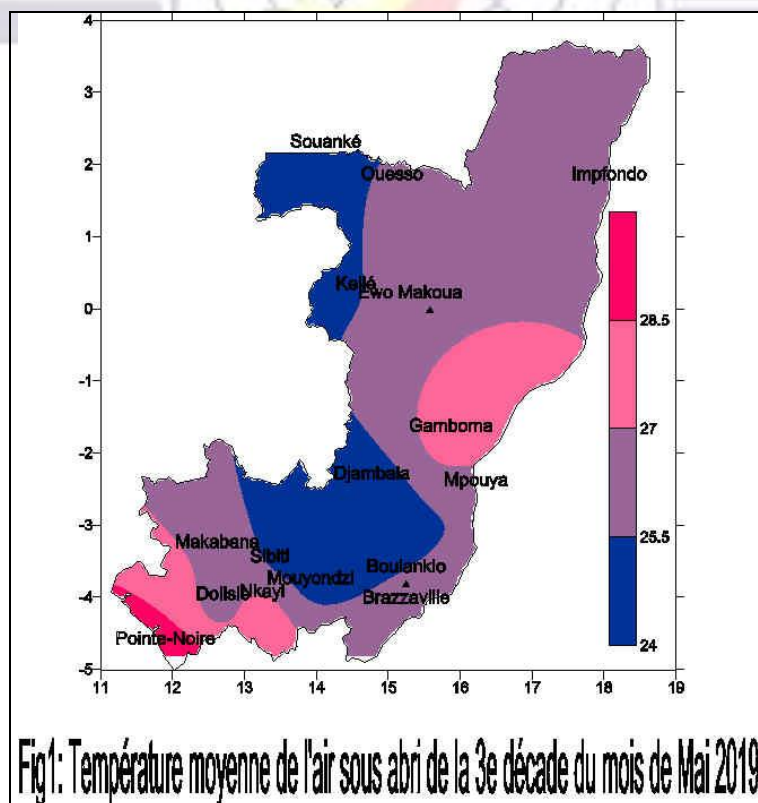 4
3
Souanké
2
Ouesso
Impfondo
1
Kellé
Ewo Makoua
0
28.5
-1
Gamboma
27
-2
Djambala
Mpouya
-3
Makabana
Sibiti
25.5
Mouyondzi
Boulankio
-4
Dolisie
Nkayi
Brazzaville
Pointe-Noire
24
-5
11 12 13 14 15 16 17 18 19
Fig1: Température moyenne de l'air sous abri de la 3e décade du mois de Mai 2019